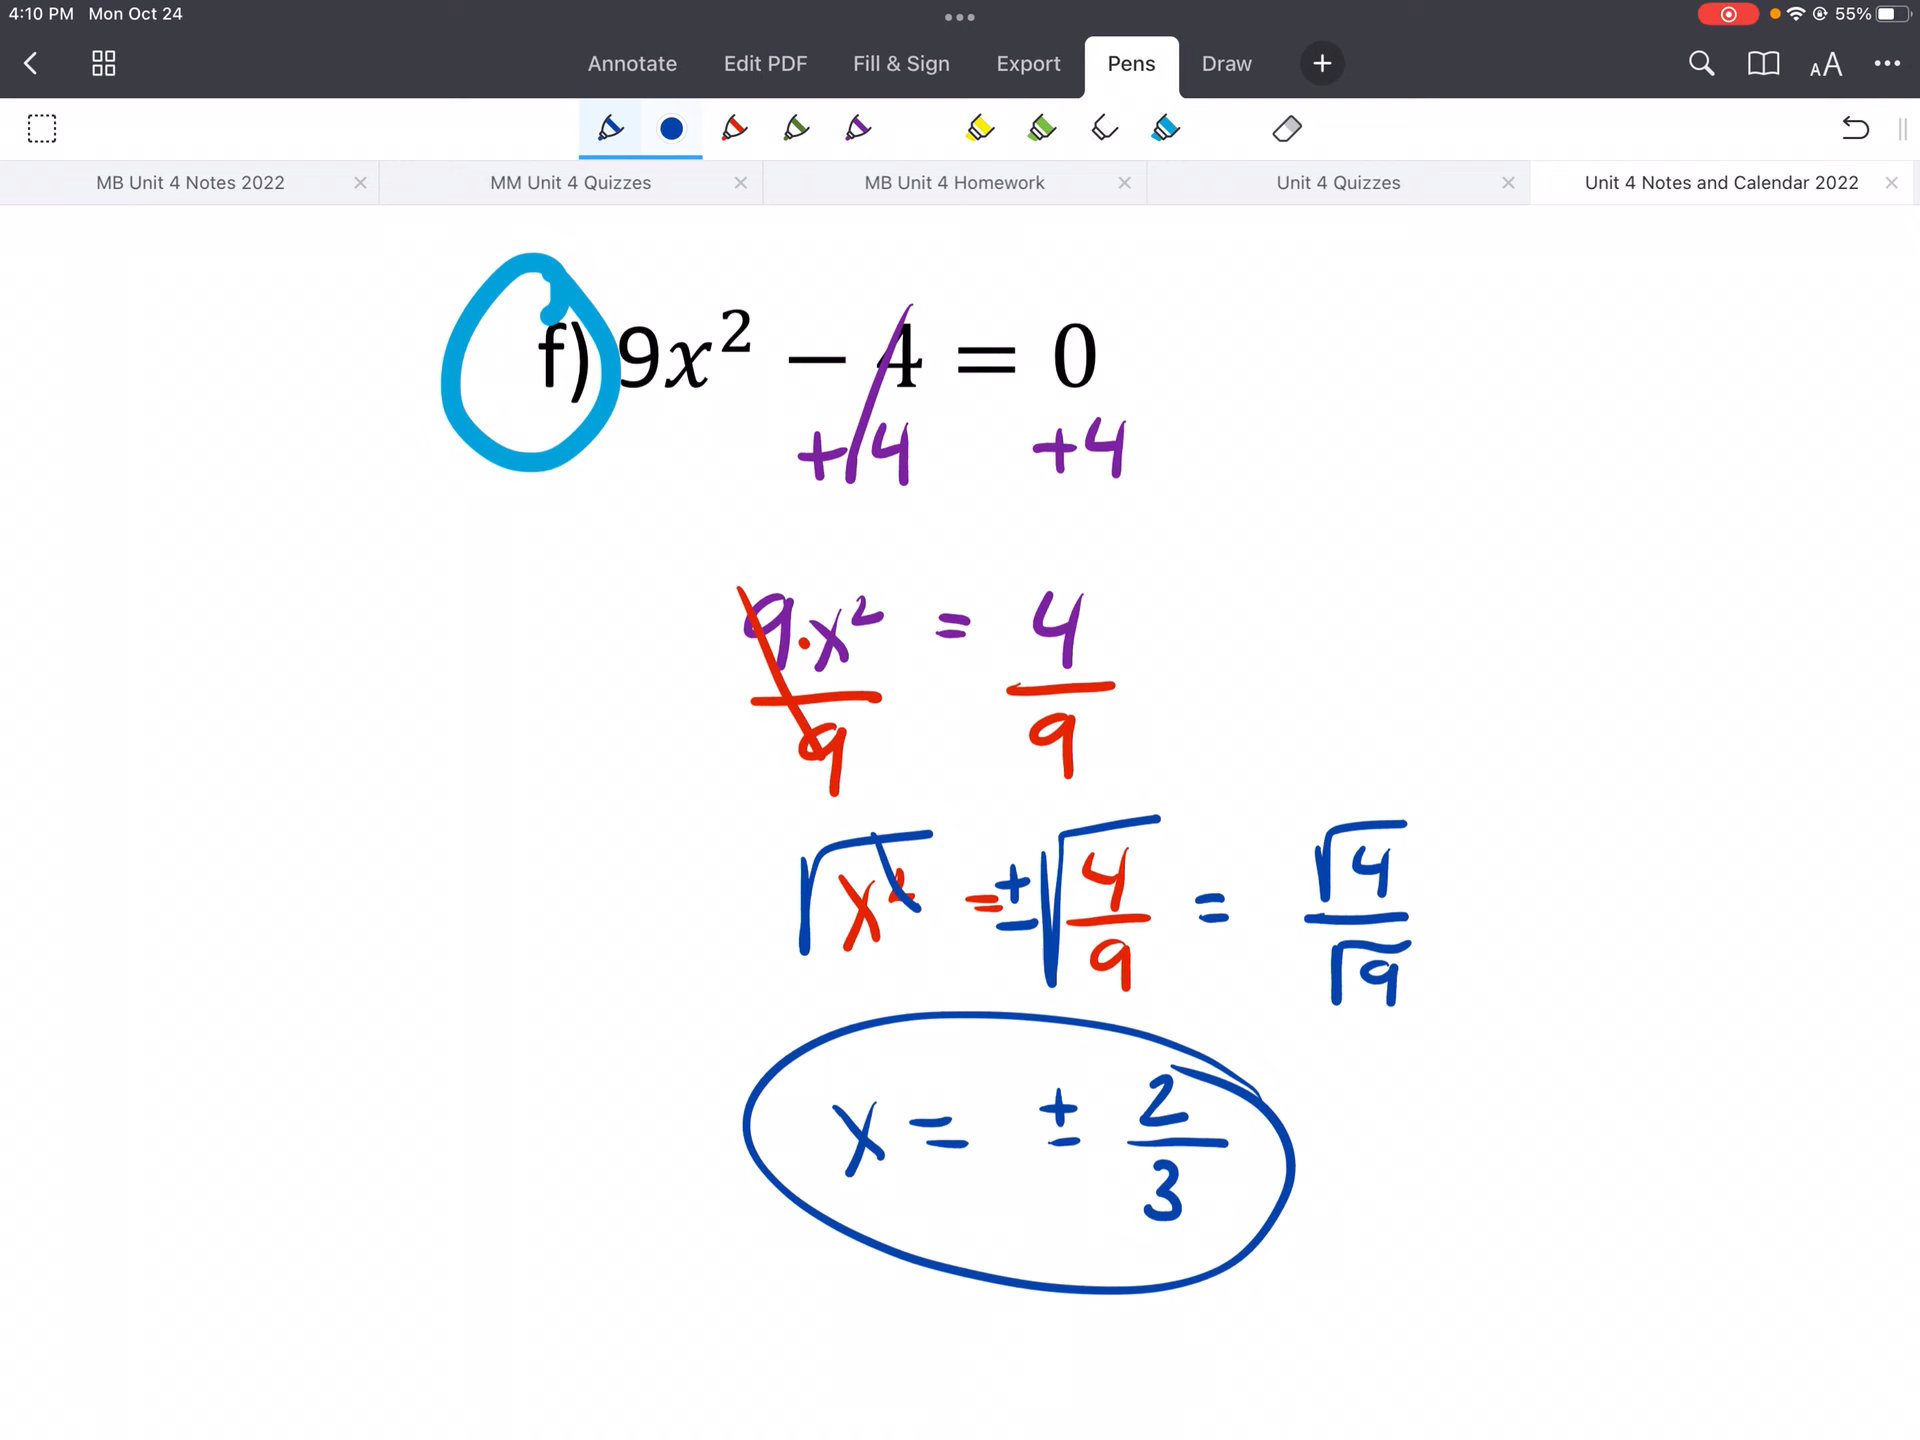 4:10 PM Mon Oct 24
55%
Annotate Edit PDF Fill & Sign Export Pens Draw
AA
MB Unit 4 Notes 2022 MM Unit 4 Quizzes MB Unit 4 Homework Unit 4 Quizzes Unit 4 Notes and Calendar 2022
f) 9x² − 4 = 0
+4 +4
9·x² = 4
9 9
√x² = ±√(4/9) = √4/√9
x = ± 2/3